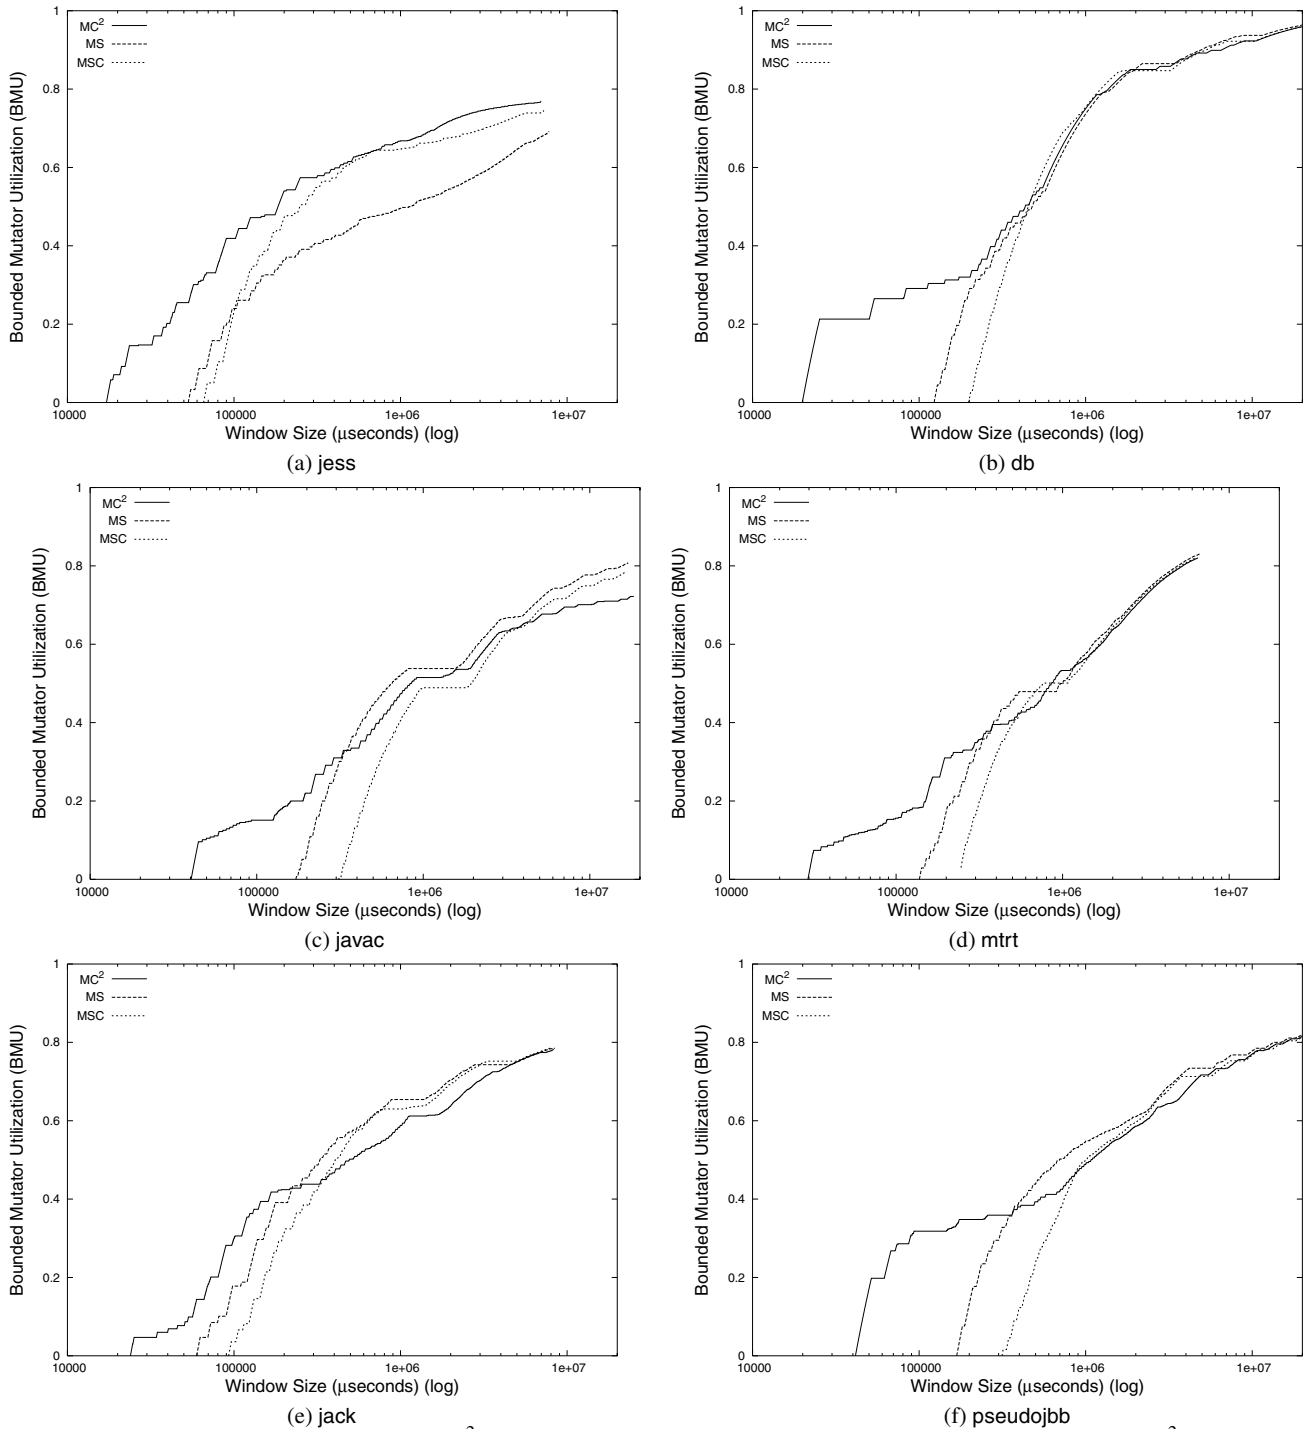 1
MC²
MS
MSC
0.8
0.6
0.4
0.2
0
10000
100000
1e+06
1e+07
Bounded Mutator Utilization (BMU)
Window Size (μseconds) (log)
(a) jess
1
MC²
MS
MSC
0.8
0.6
0.4
0.2
0
10000
100000
1e+06
1e+07
Bounded Mutator Utilization (BMU)
Window Size (μseconds) (log)
(b) db
1
MC²
MS
MSC
0.8
0.6
0.4
0.2
0
10000
100000
1e+06
1e+07
Bounded Mutator Utilization (BMU)
Window Size (μseconds) (log)
(c) javac
1
MC²
MS
MSC
0.8
0.6
0.4
0.2
0
10000
100000
1e+06
1e+07
Bounded Mutator Utilization (BMU)
Window Size (μseconds) (log)
(d) mtrt
1
MC²
MS
MSC
0.8
0.6
0.4
0.2
0
10000
100000
1e+06
1e+07
Bounded Mutator Utilization (BMU)
Window Size (μseconds) (log)
(e) jack
1
MC²
MS
MSC
0.8
0.6
0.4
0.2
0
10000
100000
1e+06
1e+07
Bounded Mutator Utilization (BMU)
Window Size (μseconds) (log)
(f) pseudojbb